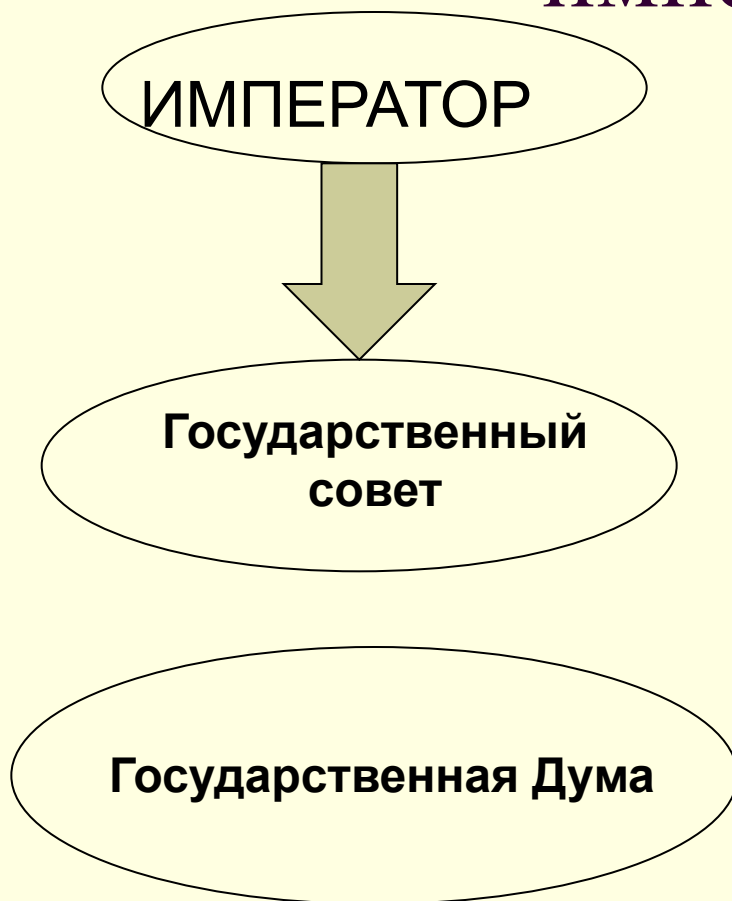 ИМПЕРАТОР
Государственный
совет
Государственная Дума